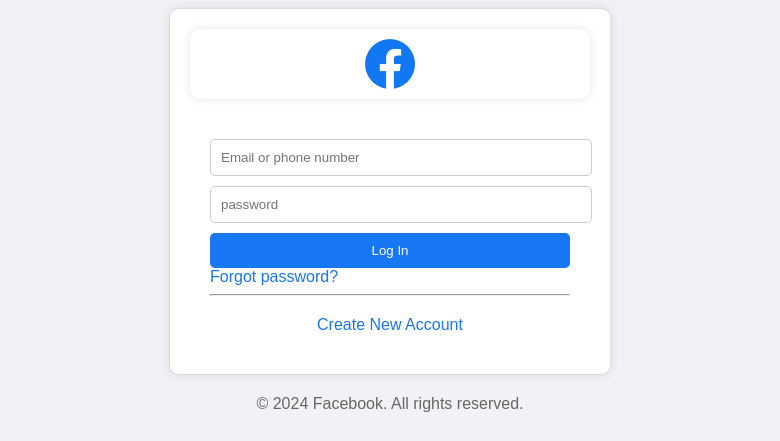 Email or phone number
password
Log In
Forgot password?
Create New Account
© 2024 Facebook. All rights reserved.